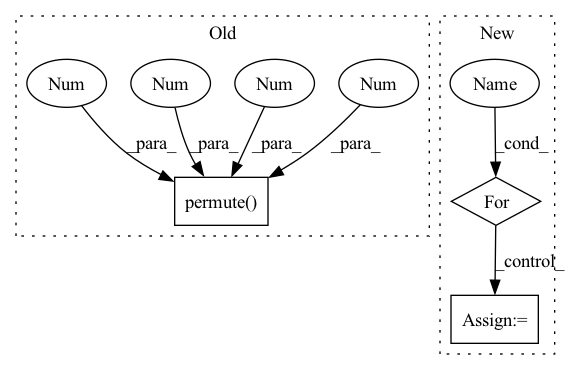 Old
New
Num
Num
Num
Num
Name
_para_
_para_
_para_
_para_
_cond_
permute()
For
_control_
Assign:=